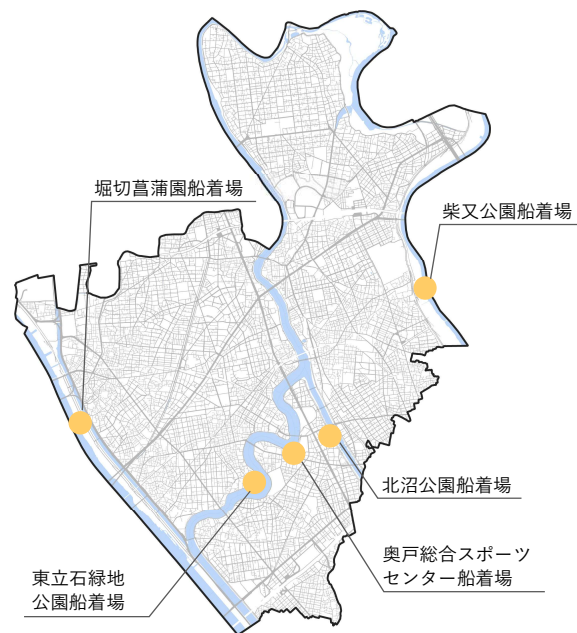 堀切菖蒲園船着場
柴又公園船着場
北沼公園船着場
奥戸総合スポーツ
センター船着場
東立石緑地
公園船着場